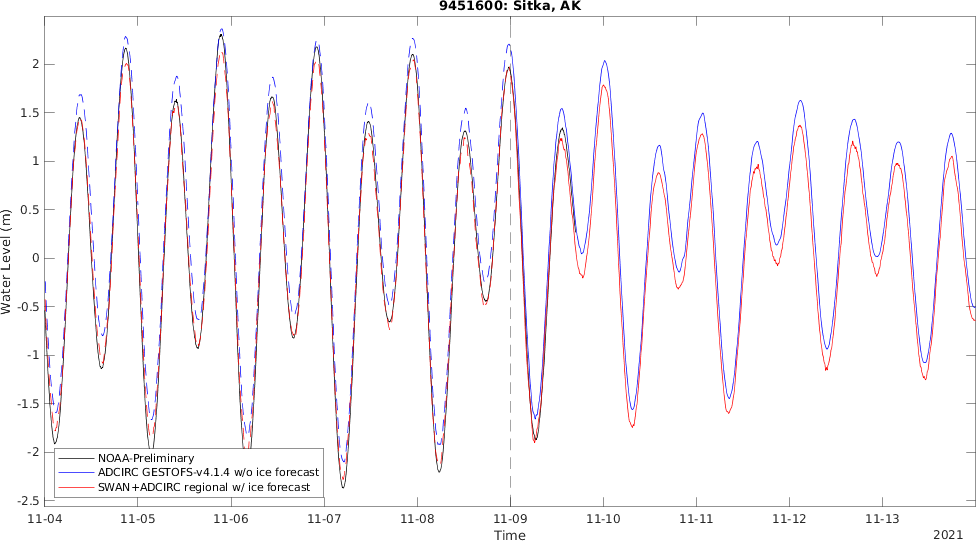 9451600: Sitka, AK
Water Level (m)
2
1.5
1
0.5
0
-0.5
-1
-1.5
-2
-2.5
NOAA-Preliminary
ADCIRC GESTOFS-v4.1.4 w/o ice forecast
SWAN+ADCIRC regional w/ ice forecast
11-04 11-05 11-06 11-07 11-08 11-09 11-10 11-11 11-12 11-13
Time
2021